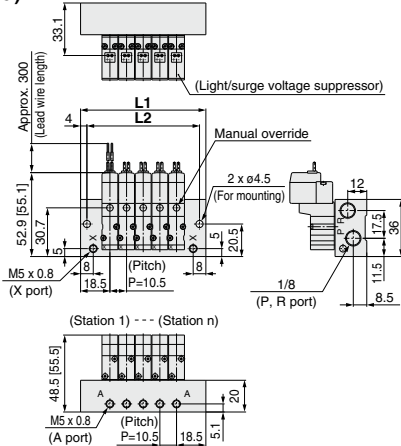 33.1
(Light/surge voltage suppressor)
Approx. 300
(Lead wire length)
L1
L2
4
Manual override
2 x ø4.5
(For mounting)
12
52.9 [55.1]
30.7
5
X
X
5
20.5
R
P
17.5
36
11.5
M5 x 0.8
(X port)
8
18.5
(Pitch)
P=10.5
8
1/8
(P, R port)
8.5
(Station 1) --- (Station n)
48.5 [55.5]
A
A
20
M5 x 0.8
(A port)
(Pitch)
P=10.5
18.5
5.1